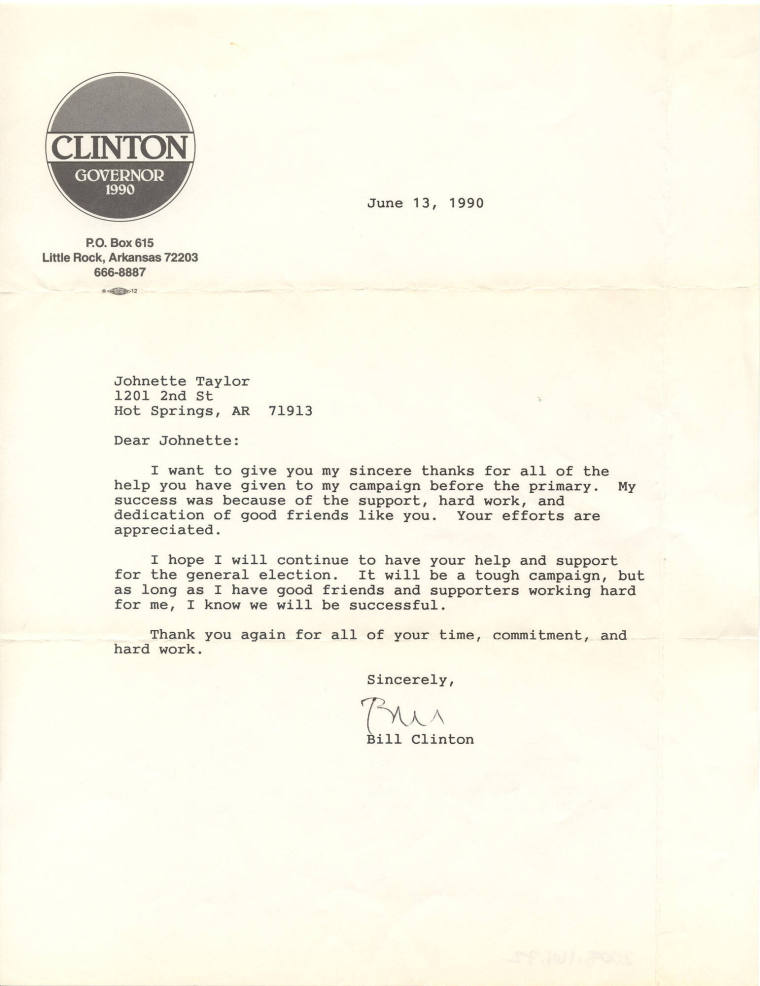 CLINTON
GOVERNOR
1990
P.O. Box 615
Little Rock, Arkansas 72203
666-8887
June 13, 1990
Johnette Taylor
1201 2nd St
Hot Springs, AR  71913
Dear Johnette:
I want to give you my sincere thanks for all of the
help you have given to my campaign before the primary.  My
success was because of the support, hard work, and
dedication of good friends like you.  Your efforts are
appreciated.
I hope I will continue to have your help and support
for the general election.  It will be a tough campaign, but
as long as I have good friends and supporters working hard
for me, I know we will be successful.
Thank you again for all of your time, commitment, and
hard work.
Sincerely,
Bill
Bill Clinton